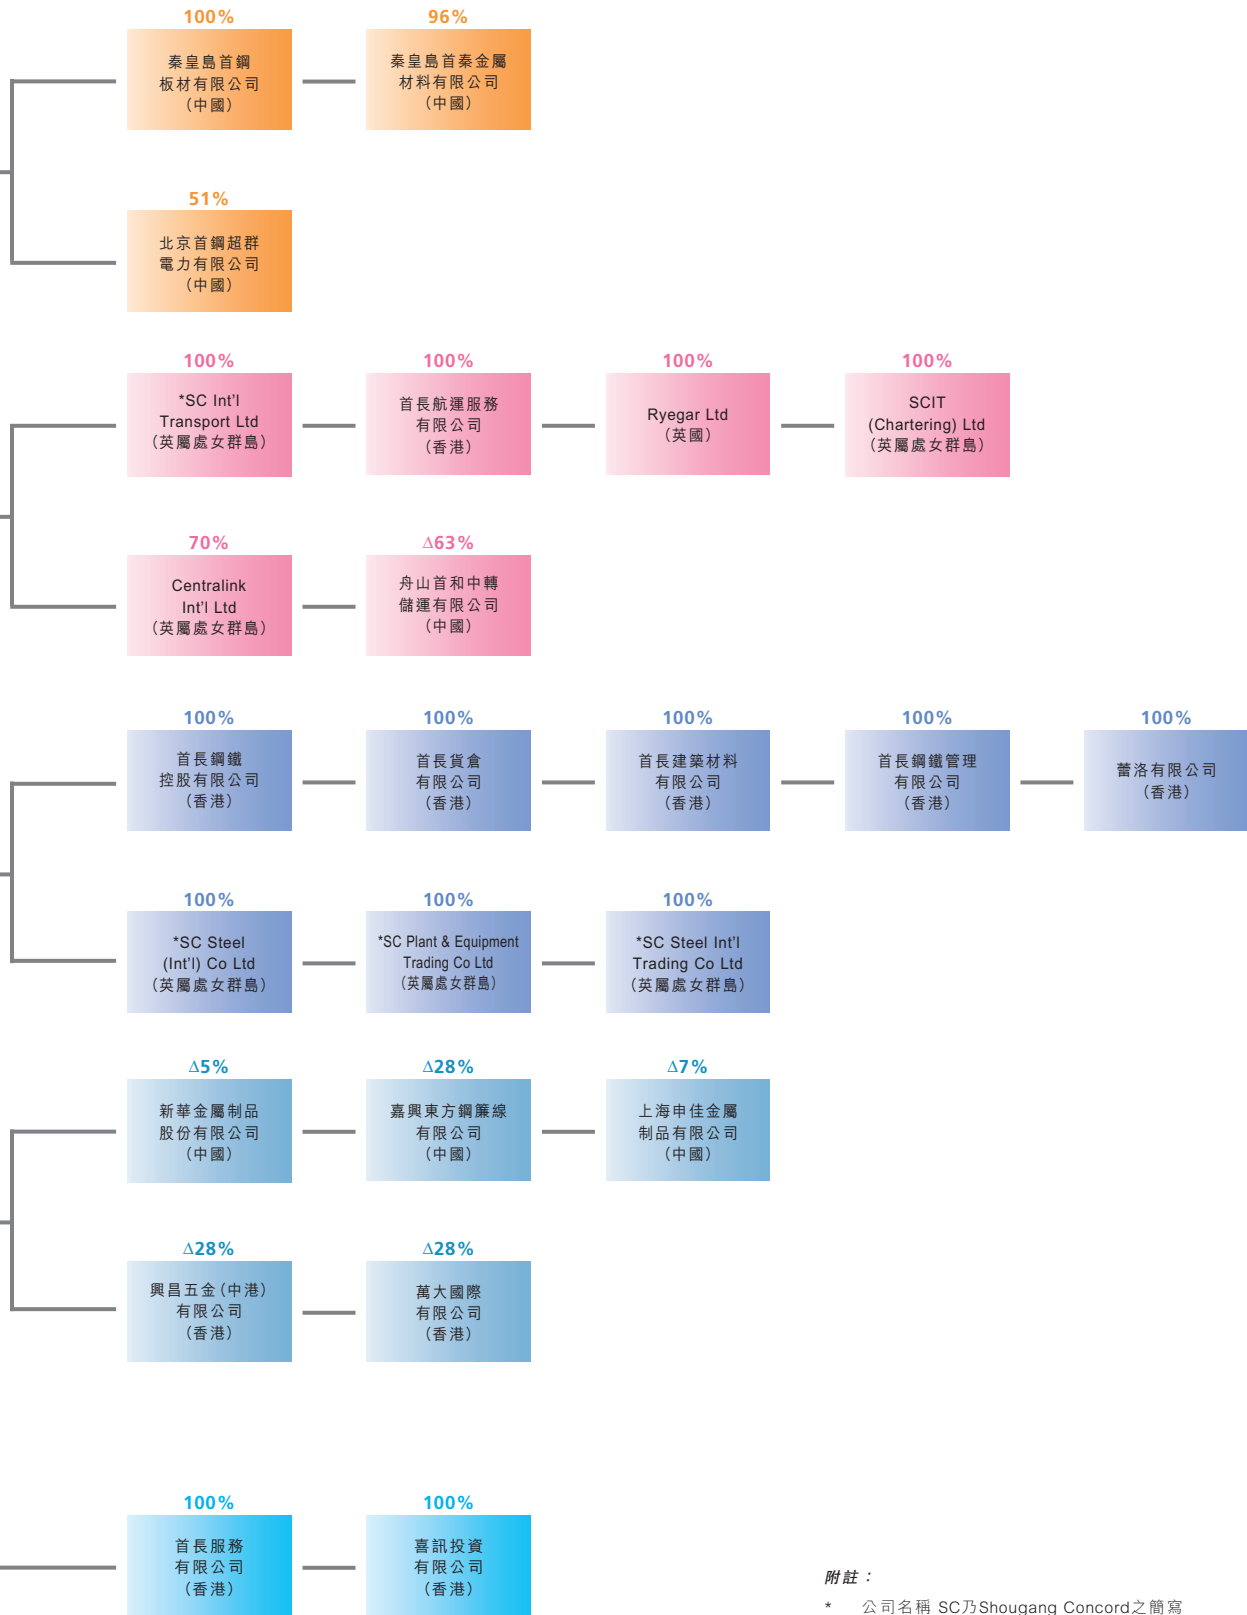 100%
秦皇島首鋼
板材有限公司
（中國）
96%
秦皇島首秦金屬
材料有限公司
（中國）
51%
北京首鋼超群
電力有限公司
（中國）
100%
*SC Int'l
Transport Ltd
（英屬處女群島）
100%
首長航運服務
有限公司
（香港）
100%
Ryegar Ltd
（英國）
100%
SCIT
(Chartering) Ltd
（英屬處女群島）
70%
Centralink
Int'l Ltd
（英屬處女群島）
Δ63%
舟山首和中轉
儲運有限公司
（中國）
100%
首長鋼鐵
控股有限公司
（香港）
100%
首長貨倉
有限公司
（香港）
100%
首長建築材料
有限公司
（香港）
100%
首長鋼鐵管理
有限公司
（香港）
100%
蕾洛有限公司
（香港）
100%
*SC Steel
(Int'l) Co Ltd
（英屬處女群島）
100%
*SC Plant & Equipment
Trading Co Ltd
（英屬處女群島）
100%
*SC Steel Int'l
Trading Co Ltd
（英屬處女群島）
Δ5%
新華金屬制品
股份有限公司
（中國）
Δ28%
嘉興東方鋼簾線
有限公司
（中國）
Δ7%
上海申佳金屬
制品有限公司
（中國）
Δ28%
興昌五金（中港）
有限公司
（香港）
Δ28%
萬大國際
有限公司
（香港）
100%
首長服務
有限公司
（香港）
100%
喜訊投資
有限公司
（香港）
附註：
* 公司名稱 SC乃Shougang Concord之簡寫